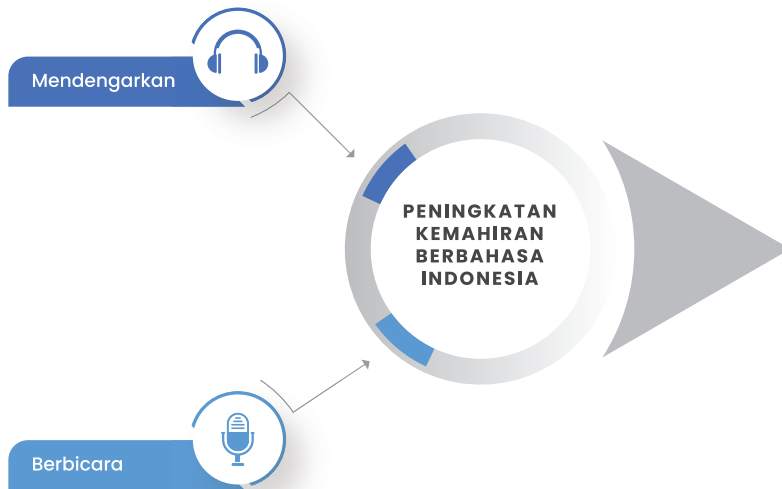 Mendengarkan
PENINGKATAN
KEMAHIRAN
BERBAHASA
INDONESIA
Berbicara